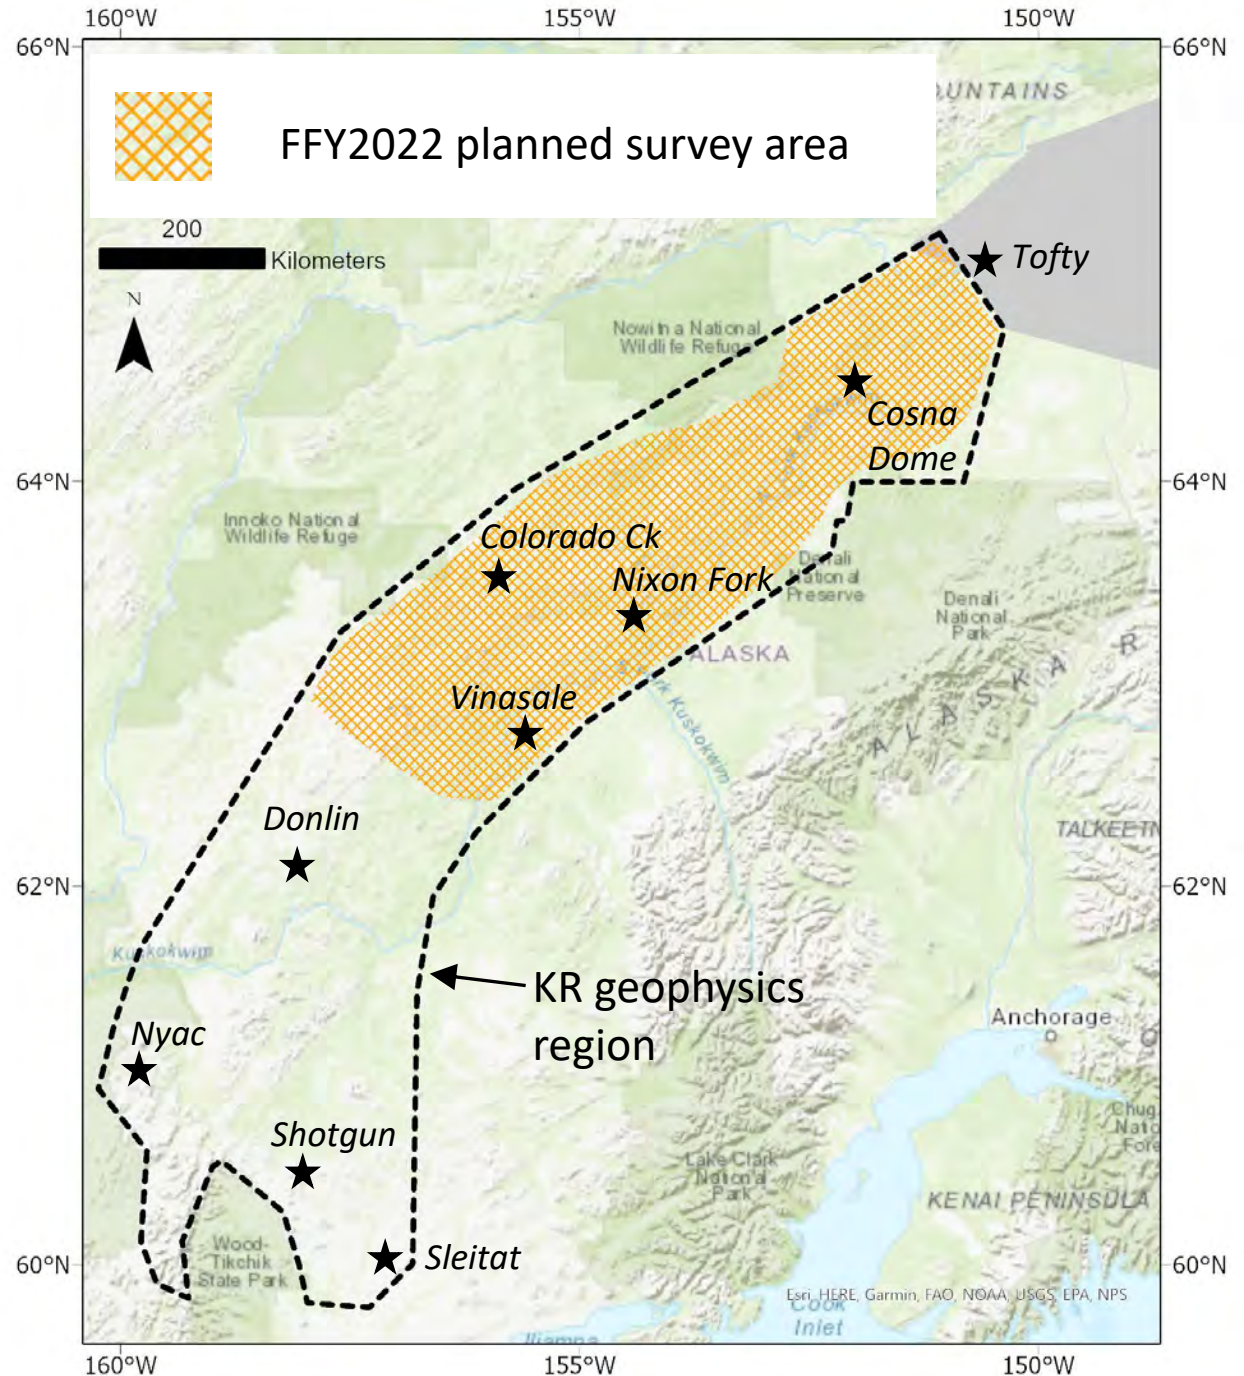 160°W 155°W 150°W
66°N 66°N
UNTAINS
FFY2022 planned survey area
200
Kilometers
Tofty
N
Nowitna National
Wildlife Refuge
Cosna
Dome
64°N 64°N
Innoko National
Wildlife Refuge
Colorado Ck
Nixon Fork
Denali
National
Preserve
Denali
National
Park
ALASKA
ALASKA R
Vinasale
Kuskokwim
Donlin
TALKEETN
62°N 62°N
Kuskokwim
KR geophysics
region
Anchorage
Nyac
Chug
Natio
Fore
Shotgun
Lake Clark
National
Park
KENAI PENINSULA
Wood-
Tikchik
State Park
Sleitat
60°N 60°N
Esri, HERE, Garmin, FAO, NOAA, USGS, EPA, NPS
Cook
Inlet
Iliamna
160°W 155°W 150°W